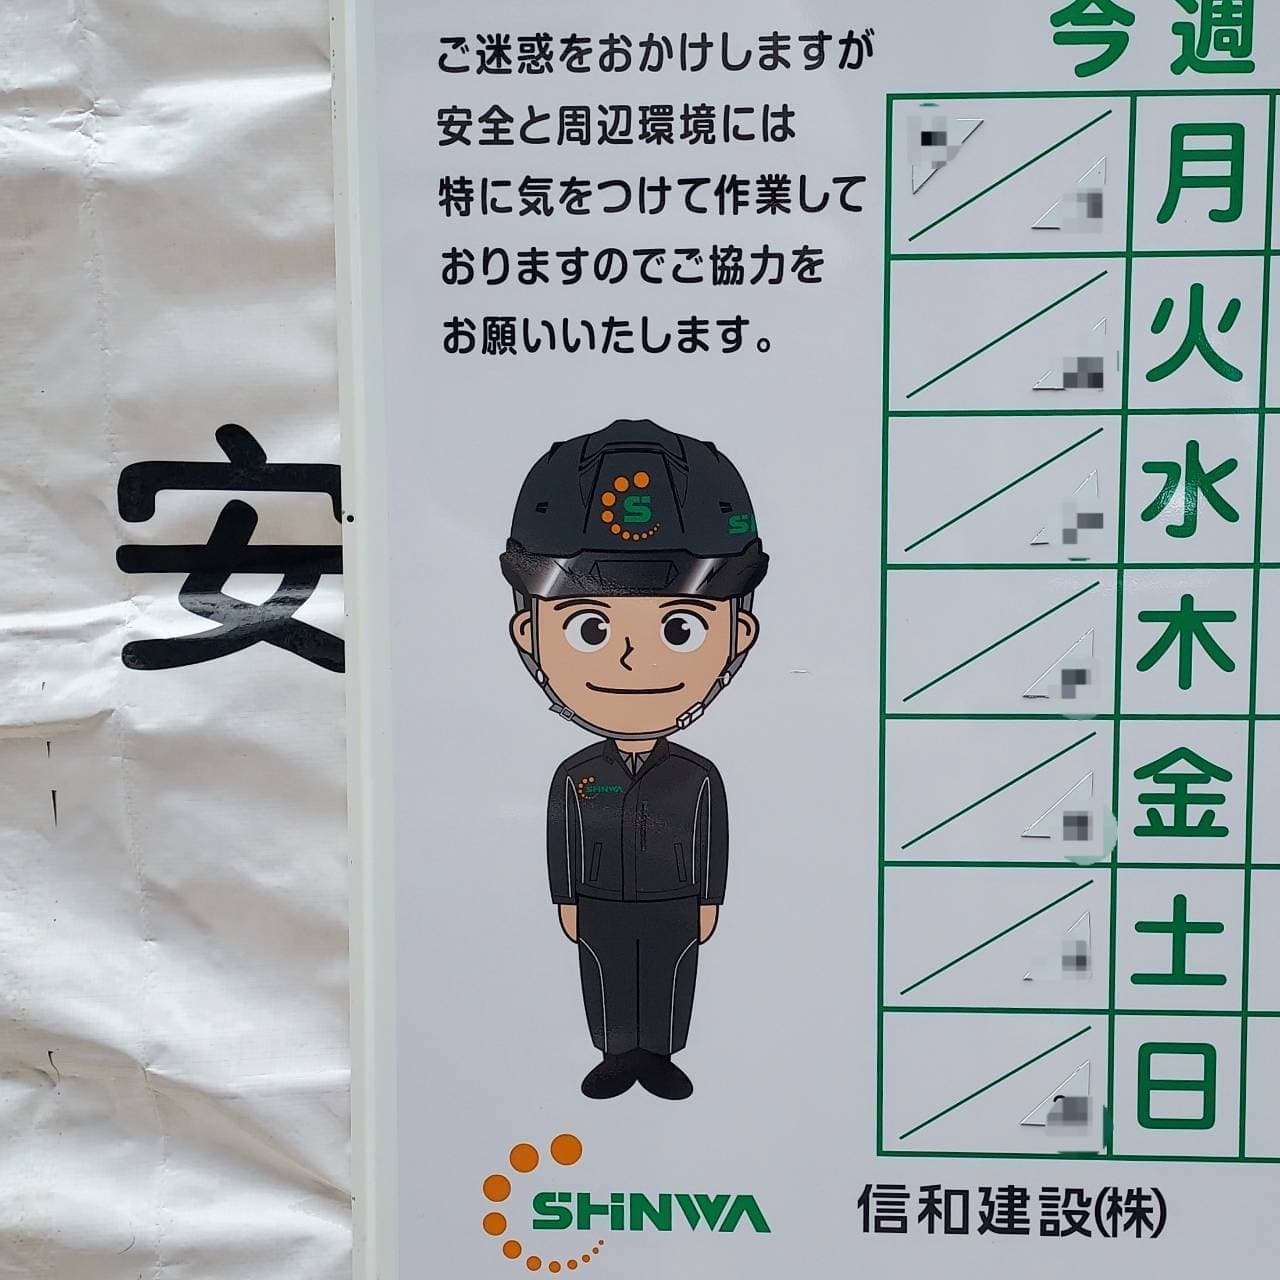 ご迷惑をおかけしますが
安全と周辺環境には
特に気をつけて作業して
おりますのでご協力を
お願いいたします。
今週
月
火
水
木
金
土
日
安
S
SHiNWA
SHiNWA
信和建設(株)